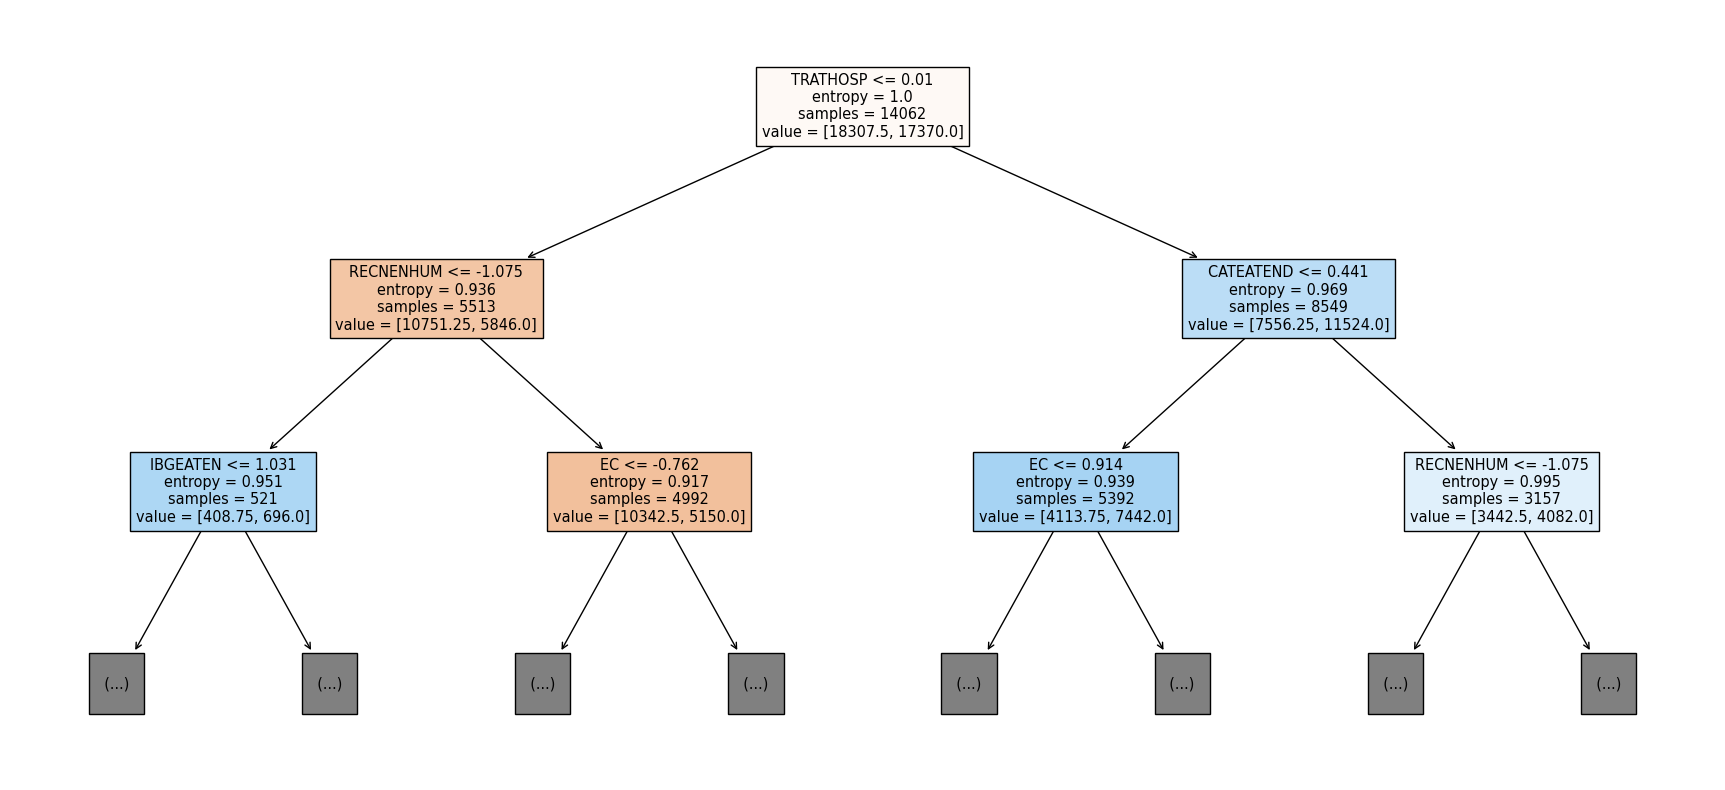 TRATHOSP <= 0.01
entropy = 1.0
samples = 14062
value = [18307.5, 17370.0]
RECNENHUM <= -1.075
entropy = 0.936
samples = 5513
value = [10751.25, 5846.0]
CATEATEND <= 0.441
entropy = 0.969
samples = 8549
value = [7556.25, 11524.0]
IBGEATEN <= 1.031
entropy = 0.951
samples = 521
value = [408.75, 696.0]
EC <= -0.762
entropy = 0.917
samples = 4992
value = [10342.5, 5150.0]
EC <= 0.914
entropy = 0.939
samples = 5392
value = [4113.75, 7442.0]
RECNENHUM <= -1.075
entropy = 0.995
samples = 3157
value = [3442.5, 4082.0]
(...)
(...)
(...)
(...)
(...)
(...)
(...)
(...)